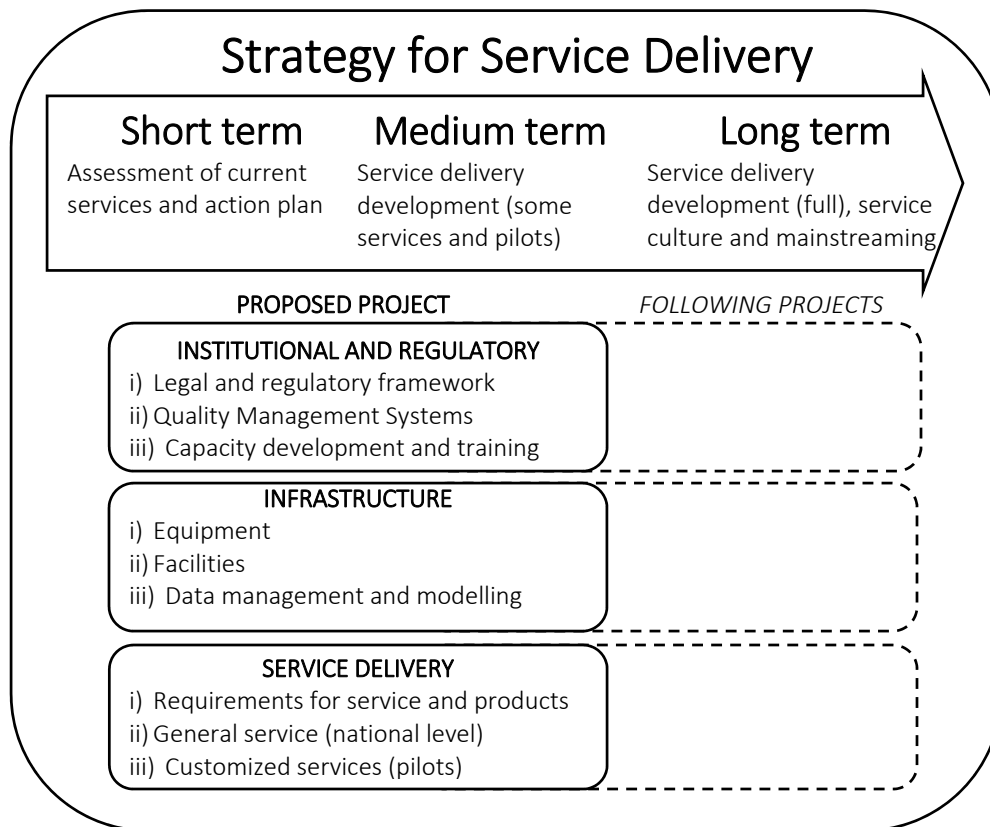 Strategy for Service Delivery
Short term
Assessment of current
services and action plan
Medium term
Service delivery
development (some
services and pilots)
Long term
Service delivery
development (full), service
culture and mainstreaming
PROPOSED PROJECT
FOLLOWING PROJECTS
INSTITUTIONAL AND REGULATORY
i) Legal and regulatory framework
ii) Quality Management Systems
iii) Capacity development and training
INFRASTRUCTURE
i) Equipment
ii) Facilities
iii) Data management and modelling
SERVICE DELIVERY
i) Requirements for service and products
ii) General service (national level)
iii) Customized services (pilots)